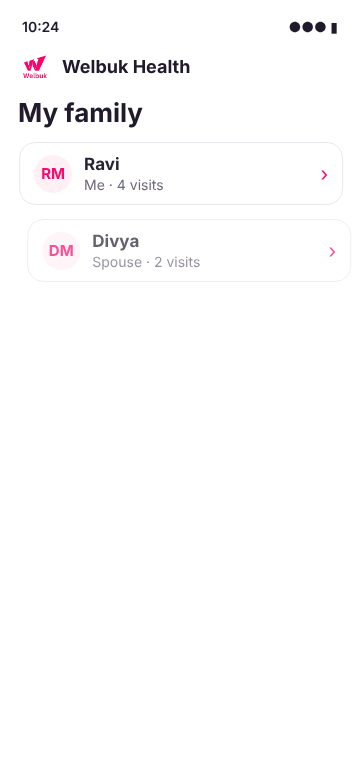 10:24
Welbuk
Welbuk Health
My family
RM
Ravi
Me · 4 visits
DM
Divya
Spouse · 2 visits